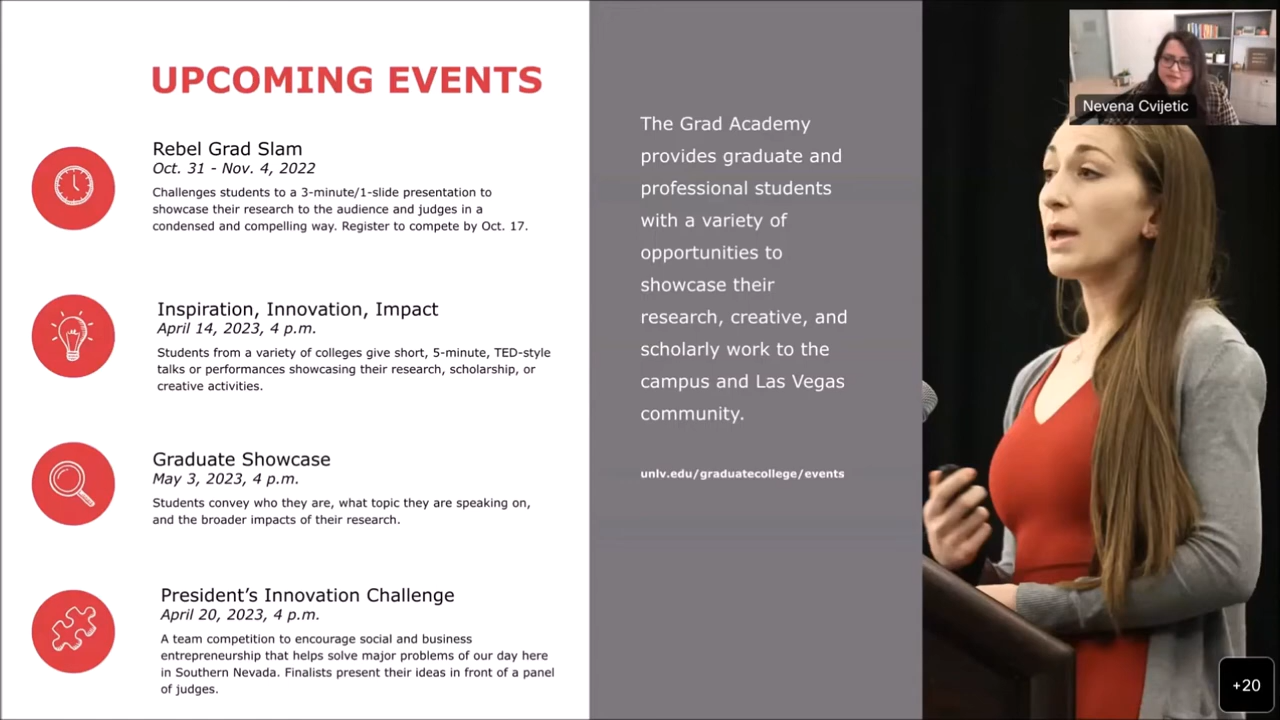 UPCOMING EVENTS
Rebel Grad Slam
Oct. 31 - Nov. 4, 2022
Challenges students to a 3-minute/1-slide presentation to
showcase their research to the audience and judges in a
condensed and compelling way. Register to compete by Oct. 17.
Inspiration, Innovation, Impact
April 14, 2023, 4 p.m.
Students from a variety of colleges give short, 5-minute, TED-style
talks or performances showcasing their research, scholarship, or
creative activities.
Graduate Showcase
May 3, 2023, 4 p.m.
Students convey who they are, what topic they are speaking on,
and the broader impacts of their research.
President’s Innovation Challenge
April 20, 2023, 4 p.m.
A team competition to encourage social and business
entrepreneurship that helps solve major problems of our day here
in Southern Nevada. Finalists present their ideas in front of a panel
of judges.
The Grad Academy
provides graduate and
professional students
with a variety of
opportunities to
showcase their
research, creative, and
scholarly work to the
campus and Las Vegas
community.
unlv.edu/graduatecollege/events
Nevena Cvijetic
+20